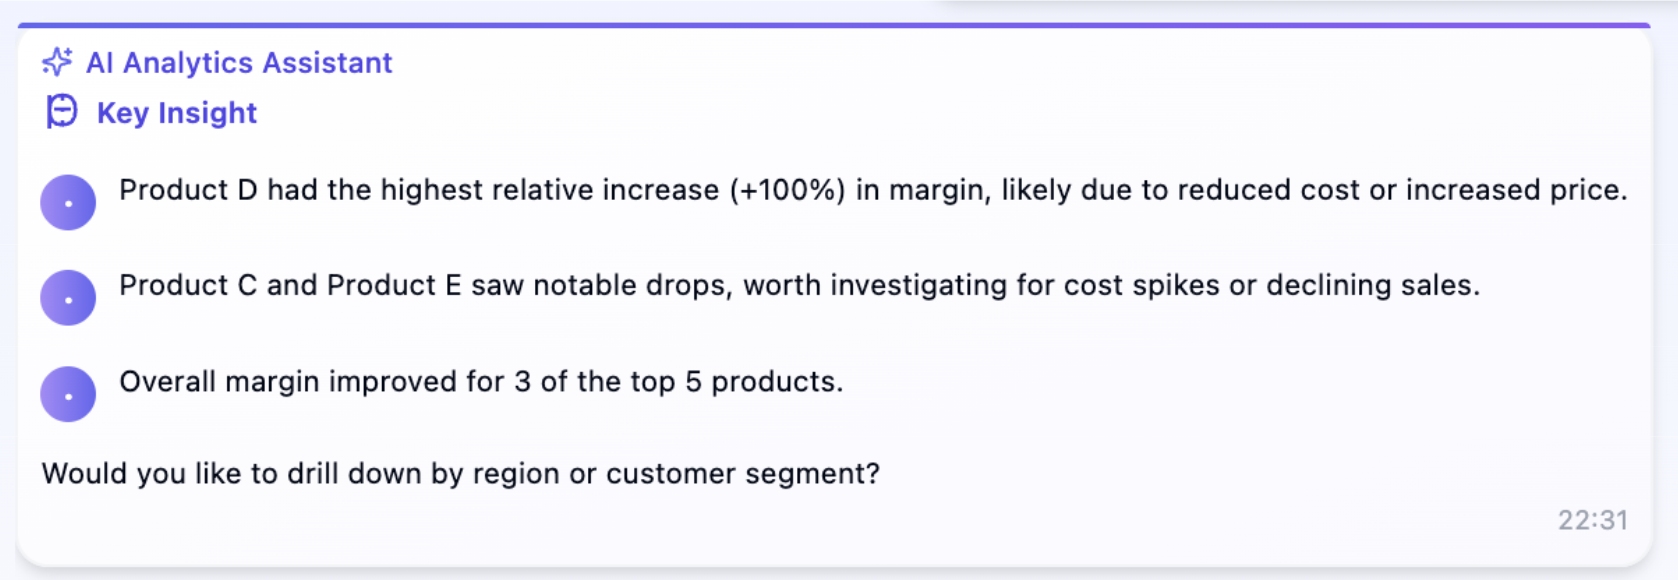 AI Analytics Assistant
Key Insight
Product D had the highest relative increase (+100%) in margin, likely due to reduced cost or increased price.
Product C and Product E saw notable drops, worth investigating for cost spikes or declining sales.
Overall margin improved for 3 of the top 5 products.
Would you like to drill down by region or customer segment?
22:31